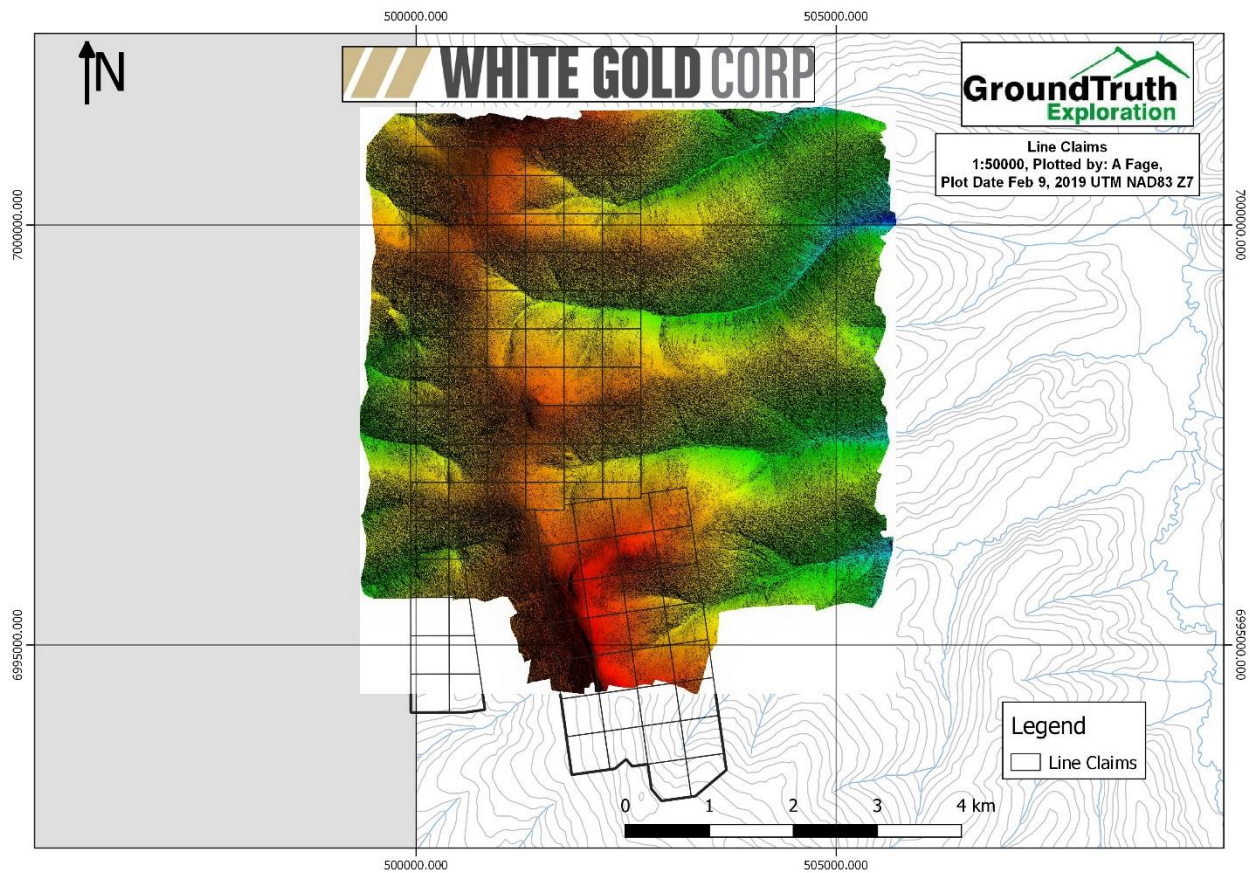 500000.000
505000.000
N
WHITE GOLD CORP
GroundTruth
Exploration
Line Claims
1:50000, Plotted by: A Fage,
Plot Date Feb 9, 2019 UTM NAD83 Z7
7000000.000
7000000.000
6995000.000
6995000.000
Legend
Line Claims
0 1 2 3 4 km
500000.000
505000.000